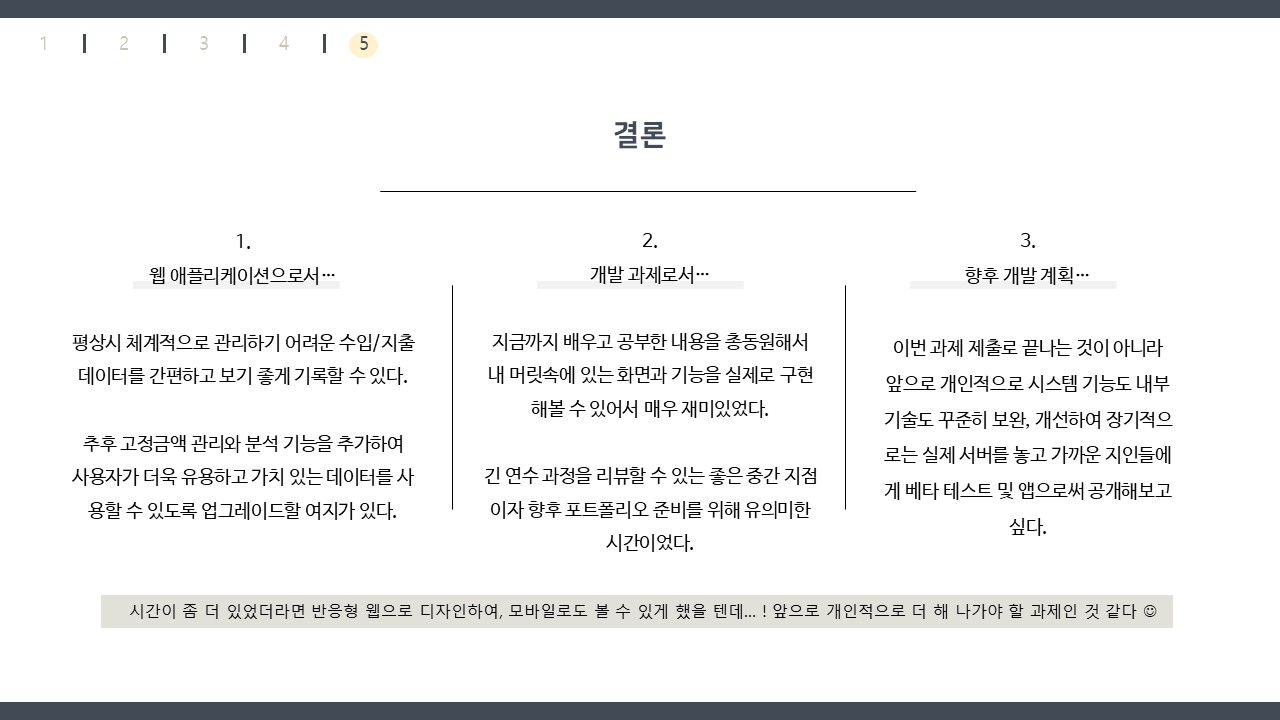 1
2
3
4
5
결론
1.
웹 애플리케이션으로서…
평상시 체계적으로 관리하기 어려운 수입/지출
데이터를 간편하고 보기 좋게 기록할 수 있다.
추후 고정금액 관리와 분석 기능을 추가하여
사용자가 더욱 유용하고 가치 있는 데이터를 사
용할 수 있도록 업그레이드할 여지가 있다.
2.
개발 과제로서…
지금까지 배우고 공부한 내용을 총동원해서
내 머릿속에 있는 화면과 기능을 실제로 구현
해볼 수 있어서 매우 재미있었다.
긴 연수 과정을 리뷰할 수 있는 좋은 중간 지점
이자 향후 포트폴리오 준비를 위해 유의미한
시간이었다.
3.
향후 개발 계획…
이번 과제 제출로 끝나는 것이 아니라
앞으로 개인적으로 시스템 기능도 내부
기술도 꾸준히 보완, 개선하여 장기적으
로는 실제 서버를 놓고 가까운 지인들에
게 베타 테스트 및 앱으로써 공개해보고
싶다.
시간이 좀 더 있었더라면 반응형 웹으로 디자인하여, 모바일로도 볼 수 있게 했을 텐데... ! 앞으로 개인적으로 더 해 나가야 할 과제인 것 같다 ☺